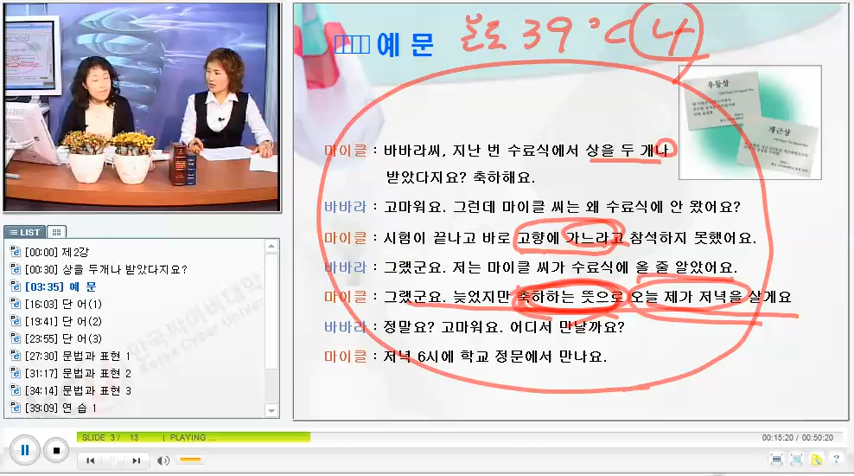 예 문
온도 39℃ 나
우등상
개근상
마이클 : 바바라씨, 지난 번 수료식에서 상을 두 개나
받았다지요? 축하해요.
바바라 : 고마워요. 그런데 마이클 씨는 왜 수료식에 안 왔어요?
마이클 : 시험이 끝나고 바로 고향에 가느라고 참석하지 못했어요.
바바라 : 그랬군요. 저는 마이클 씨가 수료식에 올 줄 알았어요.
마이클 : 그랬군요. 늦었지만 축하하는 뜻으로 오늘 제가 저녁을 살게요
바바라 : 정말요? 고마워요. 어디서 만날까요?
마이클 : 저녁 6시에 학교 정문에서 만나요.
LIST
[00:00] 제2강
[00:30] 상을 두개나 받았다지요?
[03:35] 예 문
[16:03] 단 어(1)
[19:41] 단 어(2)
[23:55] 단 어(3)
[27:30] 문법과 표현 1
[31:17] 문법과 표현 2
[34:14] 문법과 표현 3
[39:09] 연 습 1
한국싸이버대학
Korea Cyber Univ
SLIDE 3 / 13 | PLAYING ...
00:15:20 / 00:50:20